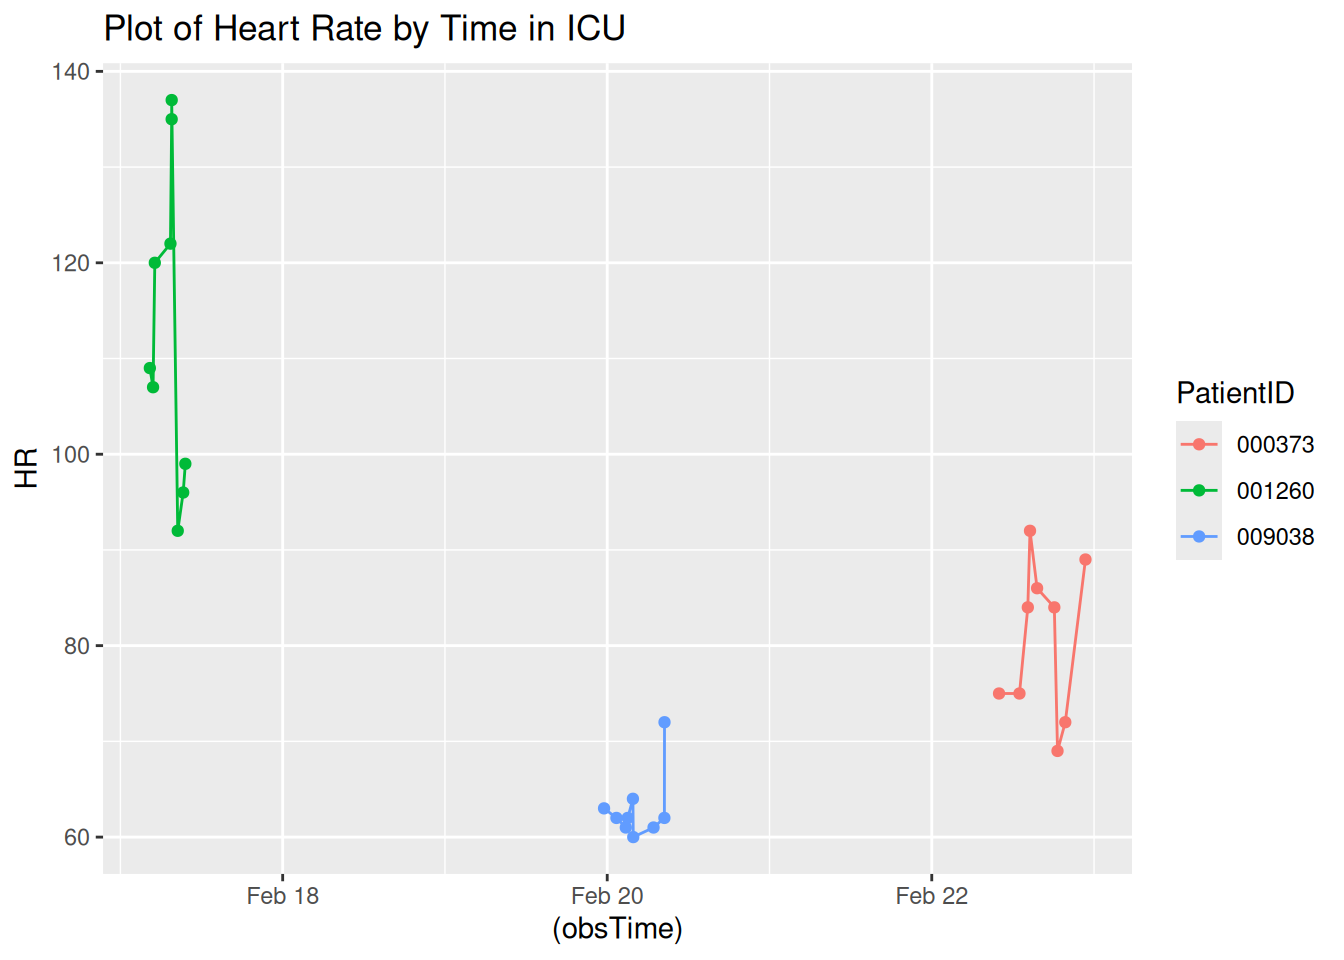 Plot of Heart Rate by Time in ICU
140
120
100
80
60
HR
Feb 18
Feb 20
Feb 22
(obsTime)
PatientID
000373
001260
009038